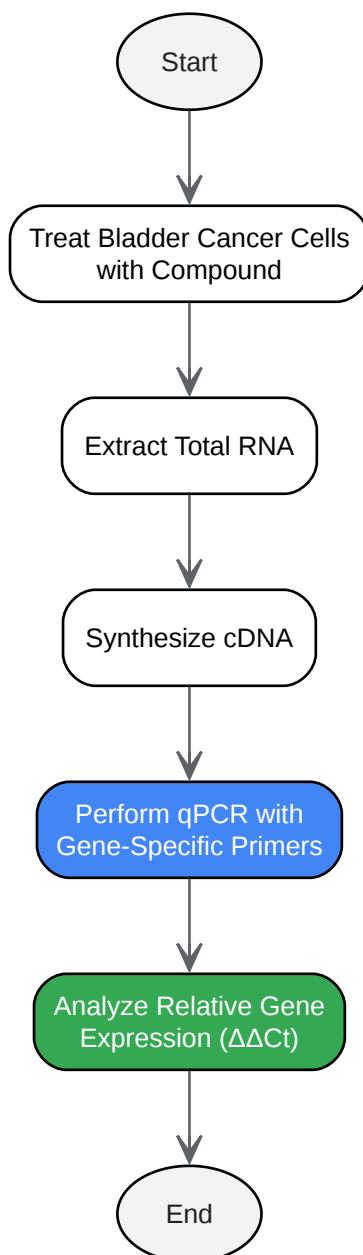 Start
Treat Bladder Cancer Cells
with Compound
Extract Total RNA
Synthesize cDNA
Perform qPCR with
Gene-Specific Primers
Analyze Relative Gene
Expression (ΔΔCt)
End